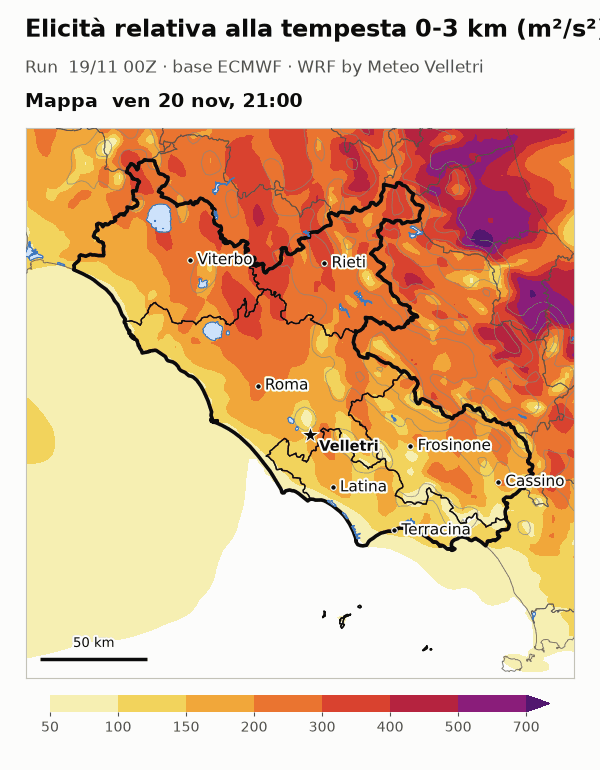 Elicità relativa alla tempesta 0-3 km (m²/s²)
Run 19/11 00Z · base ECMWF · WRF by Meteo Velletri
Mappa ven 20 nov, 21:00
Viterbo
Rieti
Roma
Velletri
Frosinone
Cassino
Latina
Terracina
50 km
50 100 150 200 300 400 500 700